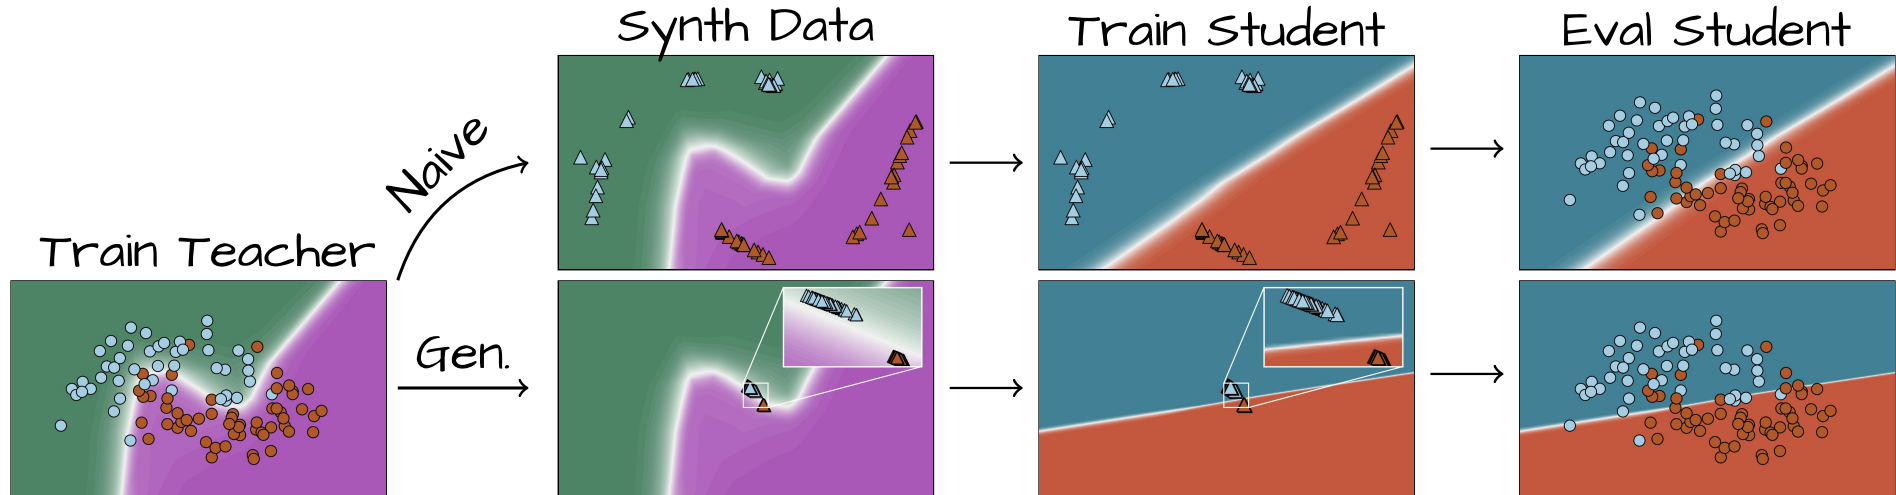 Synth Data
Train Student
Eval Student
Naive
Train Teacher
Gen.